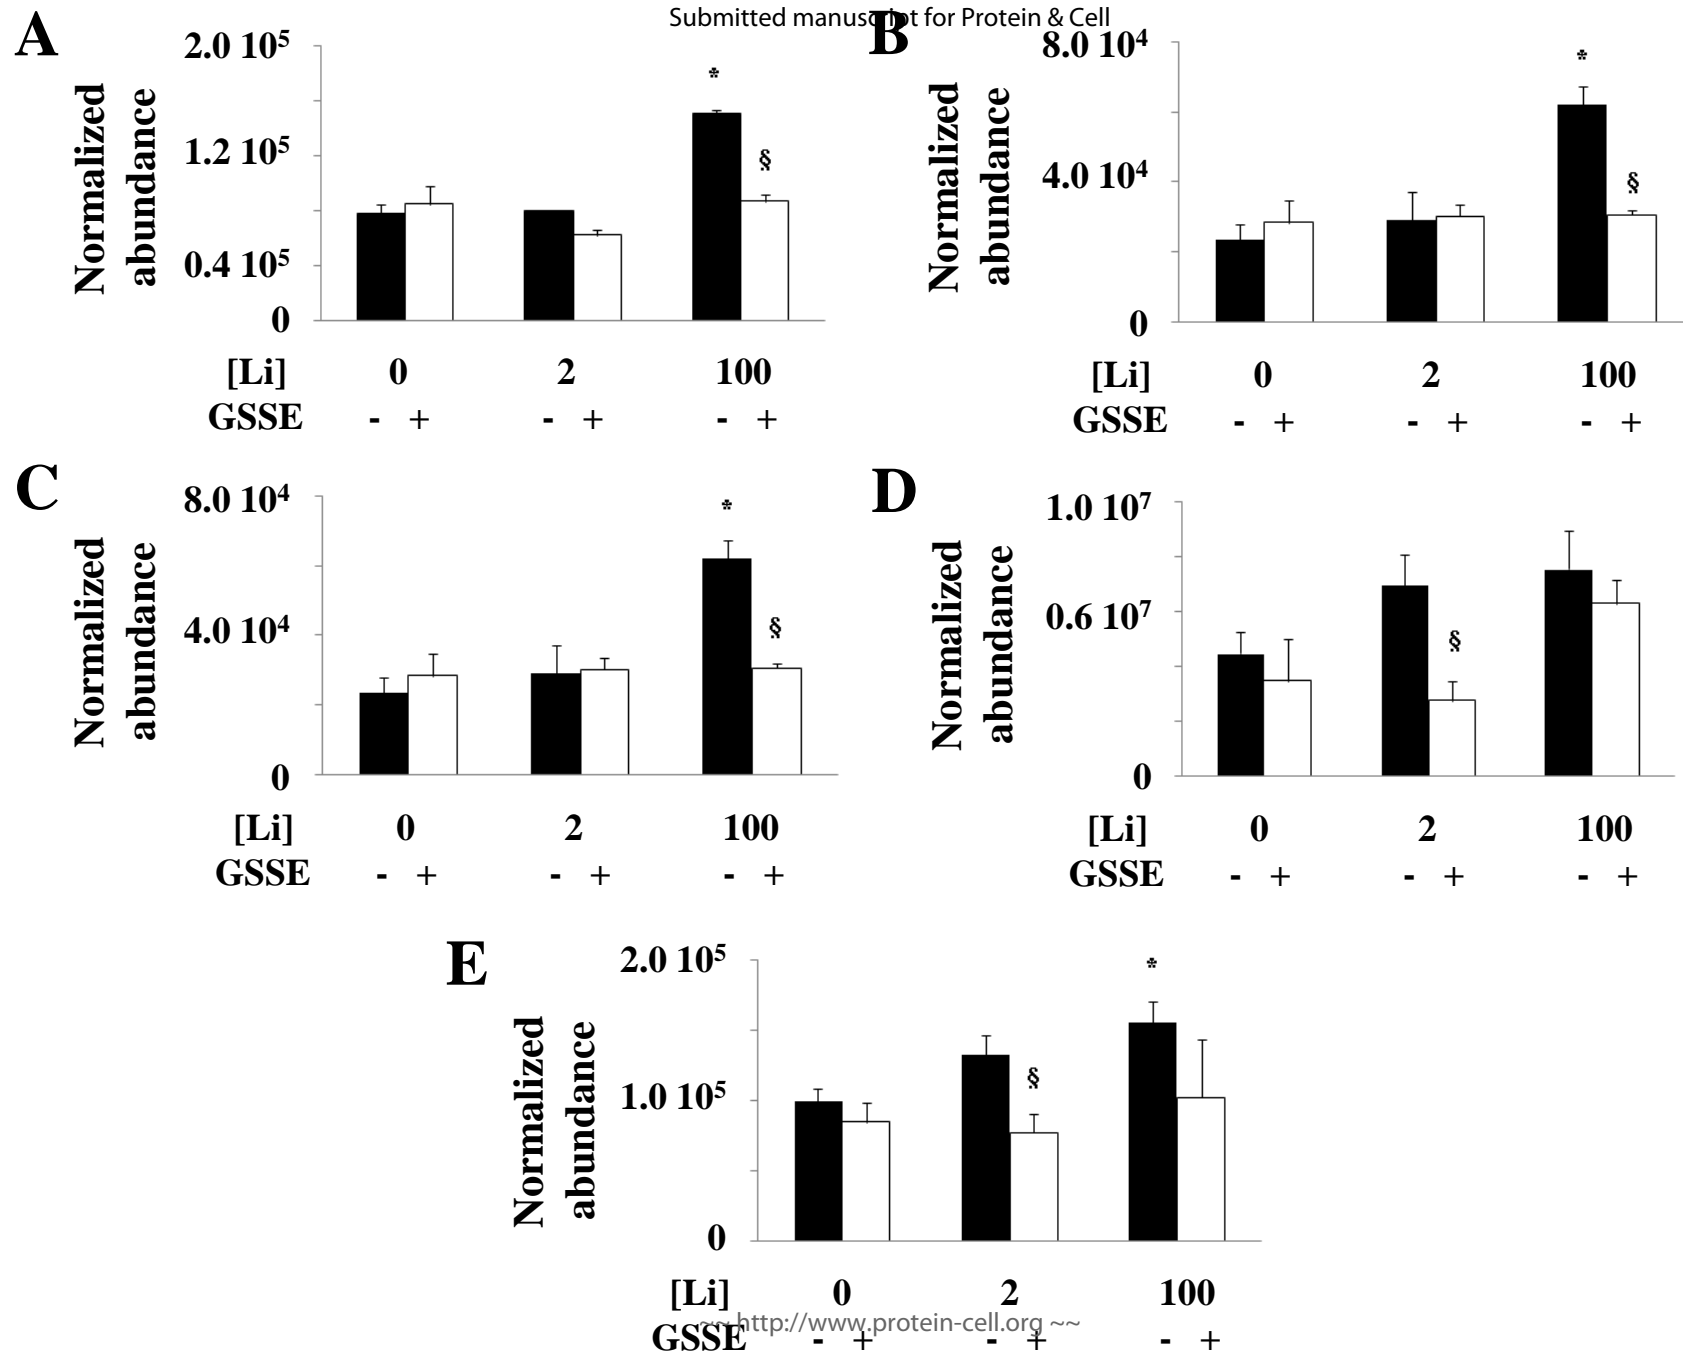 Submitted manuscript for Protein & Cell
A
Normalized
abundance
2.0 10⁵
1.2 10⁵
0.4 10⁵
0
*
§
[Li] 0 2 100
GSSE - + - + - +
B
Normalized
abundance
8.0 10⁴
4.0 10⁴
0
*
§
[Li] 0 2 100
GSSE - + - + - +
C
Normalized
abundance
8.0 10⁴
4.0 10⁴
0
*
§
[Li] 0 2 100
GSSE - + - + - +
D
Normalized
abundance
1.0 10⁷
0.6 10⁷
0
§
[Li] 0 2 100
GSSE - + - + - +
E
Normalized
abundance
2.0 10⁵
1.0 10⁵
0
§
*
[Li] 0 2 100
~~ http://www.protein-cell.org ~~
GSSE - + - + - +